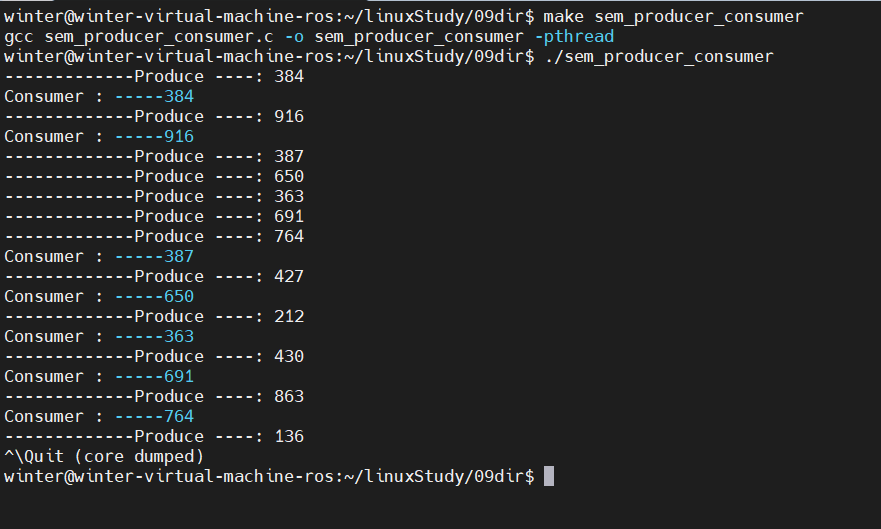 winter@winter-virtual-machine-ros:~/linuxStudy/09dir$ make sem_producer_consumer
gcc sem_producer_consumer.c -o sem_producer_consumer -pthread
winter@winter-virtual-machine-ros:~/linuxStudy/09dir$ ./sem_producer_consumer
-------------Produce ----: 384
Consumer : -----384
-------------Produce ----: 916
Consumer : -----916
-------------Produce ----: 387
-------------Produce ----: 650
-------------Produce ----: 363
-------------Produce ----: 691
-------------Produce ----: 764
Consumer : -----387
-------------Produce ----: 427
Consumer : -----650
-------------Produce ----: 212
Consumer : -----363
-------------Produce ----: 430
Consumer : -----691
-------------Produce ----: 863
Consumer : -----764
-------------Produce ----: 136
^\Quit (core dumped)
winter@winter-virtual-machine-ros:~/linuxStudy/09dir$